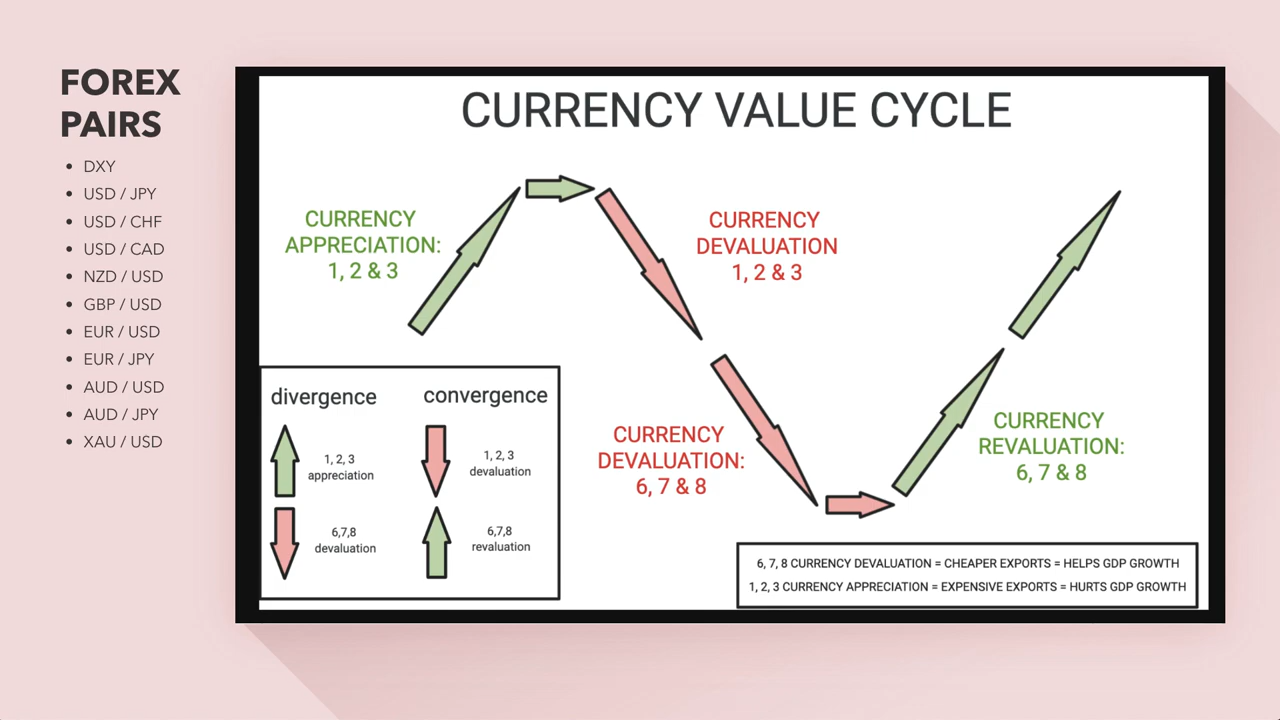 FOREX
PAIRS
• DXY
• USD / JPY
• USD / CHF
• USD / CAD
• NZD / USD
• GBP / USD
• EUR / USD
• EUR / JPY
• AUD / USD
• AUD / JPY
• XAU / USD
CURRENCY VALUE CYCLE
CURRENCY
APPRECIATION:
1, 2 & 3
CURRENCY
DEVALUATION
1, 2 & 3
CURRENCY
DEVALUATION:
6, 7 & 8
CURRENCY
REVALUATION:
6, 7 & 8
divergence
1, 2, 3
appreciation
6,7,8
devaluation
convergence
1, 2, 3
devaluation
6,7,8
revaluation
6, 7, 8 CURRENCY DEVALUATION = CHEAPER EXPORTS = HELPS GDP GROWTH
1, 2, 3 CURRENCY APPRECIATION = EXPENSIVE EXPORTS = HURTS GDP GROWTH